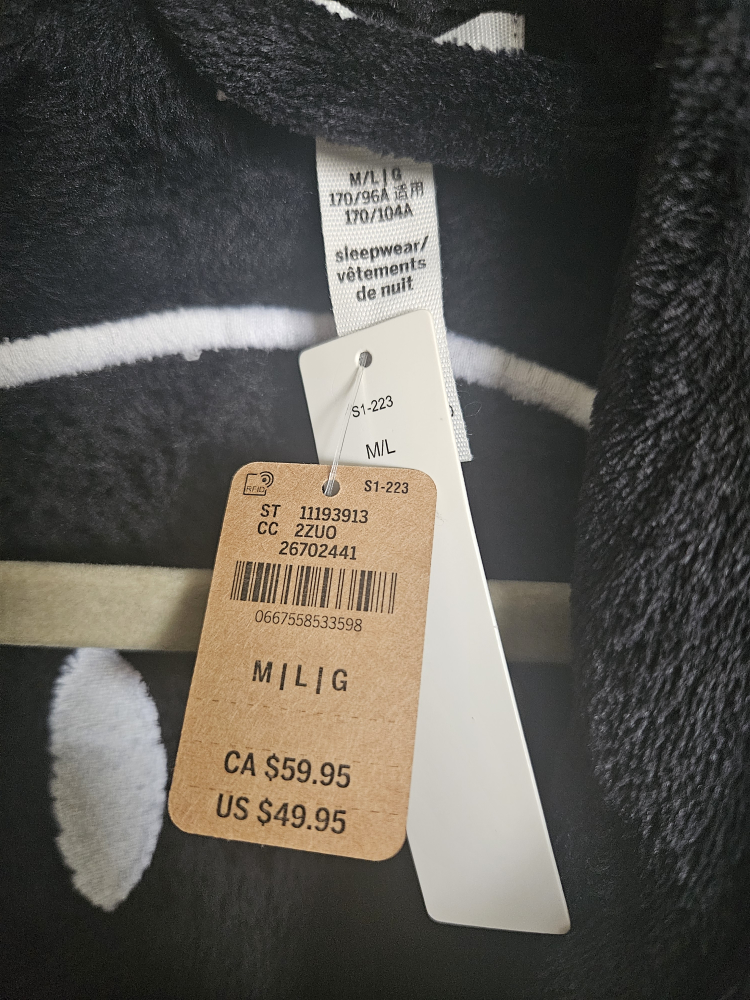 M/L|G
170/96A 适用
170/104A
sleepwear/
vêtements
de nuit
S1-223
M/L
RFID
S1-223
ST 11193913
CC 2ZUO
26702441
0667558533598
M|L|G
CA $59.95
US $49.95